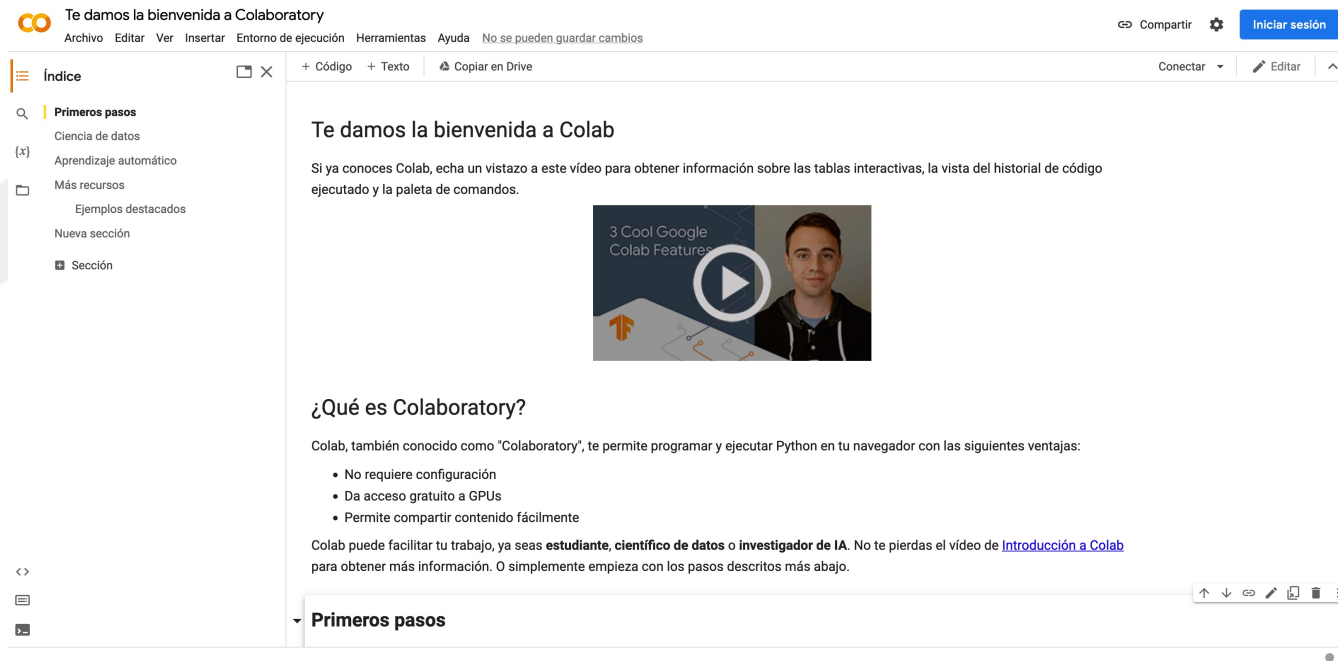 Te damos la bienvenida a Colaboratory
Archivo Editar Ver Insertar Entorno de ejecución Herramientas Ayuda No se pueden guardar cambios
Compartir
Iniciar sesión
Índice
Primeros pasos
Ciencia de datos
Aprendizaje automático
Más recursos
Ejemplos destacados
Nueva sección
Sección
+ Código + Texto Copiar en Drive
Conectar Editar
Te damos la bienvenida a Colab
Si ya conoces Colab, echa un vistazo a este vídeo para obtener información sobre las tablas interactivas, la vista del historial de código
ejecutado y la paleta de comandos.
3 Cool Google
Colab Features
¿Qué es Colaboratory?
Colab, también conocido como "Colaboratory", te permite programar y ejecutar Python en tu navegador con las siguientes ventajas:
• No requiere configuración
• Da acceso gratuito a GPUs
• Permite compartir contenido fácilmente
Colab puede facilitar tu trabajo, ya seas estudiante, científico de datos o investigador de IA. No te pierdas el vídeo de Introducción a Colab
para obtener más información. O simplemente empieza con los pasos descritos más abajo.
Primeros pasos